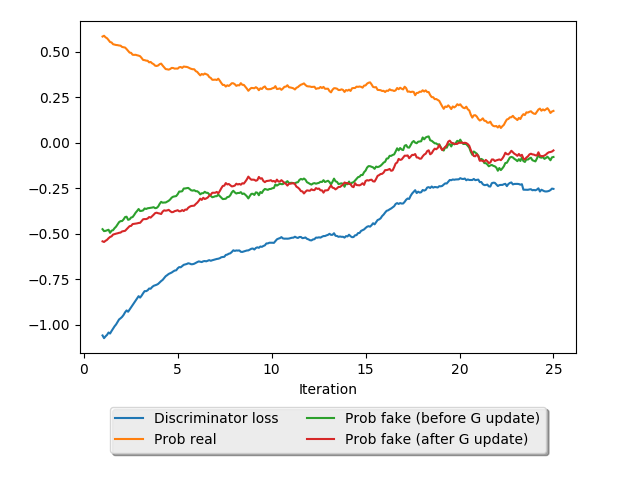 0.50
0.25
0.00
−0.25
−0.50
−0.75
−1.00
0 5 10 15 20 25
Iteration
Discriminator loss Prob fake (before G update)
Prob real Prob fake (after G update)